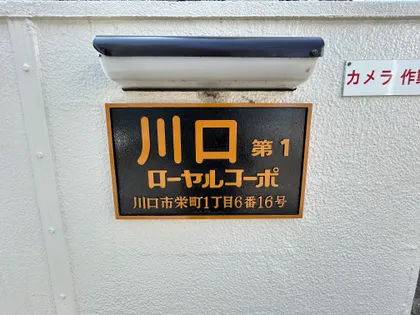 川口 第1
ローヤルコーポ
川口市栄町1丁目6番16号
カメラ 作